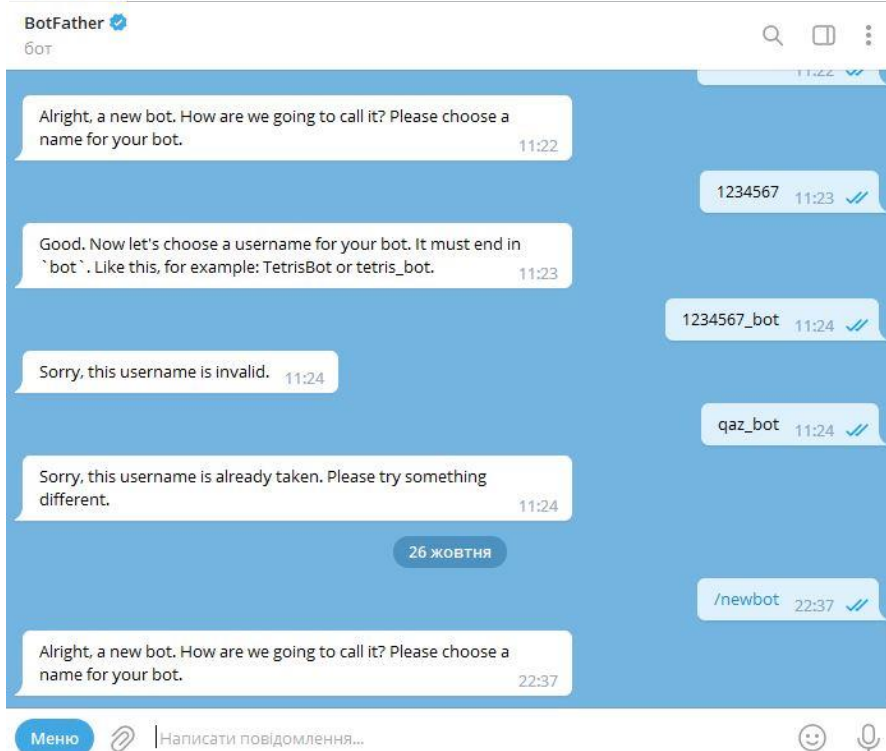 BotFather
бот
11:22
Alright, a new bot. How are we going to call it? Please choose a
name for your bot.
11:22
1234567 11:23
Good. Now let's choose a username for your bot. It must end in
`bot`. Like this, for example: TetrisBot or tetris_bot.
11:23
1234567_bot 11:24
Sorry, this username is invalid. 11:24
qaz_bot 11:24
Sorry, this username is already taken. Please try something
different.
11:24
26 жовтня
/newbot 22:37
Alright, a new bot. How are we going to call it? Please choose a
name for your bot.
22:37
Меню
Написати повідомлення...